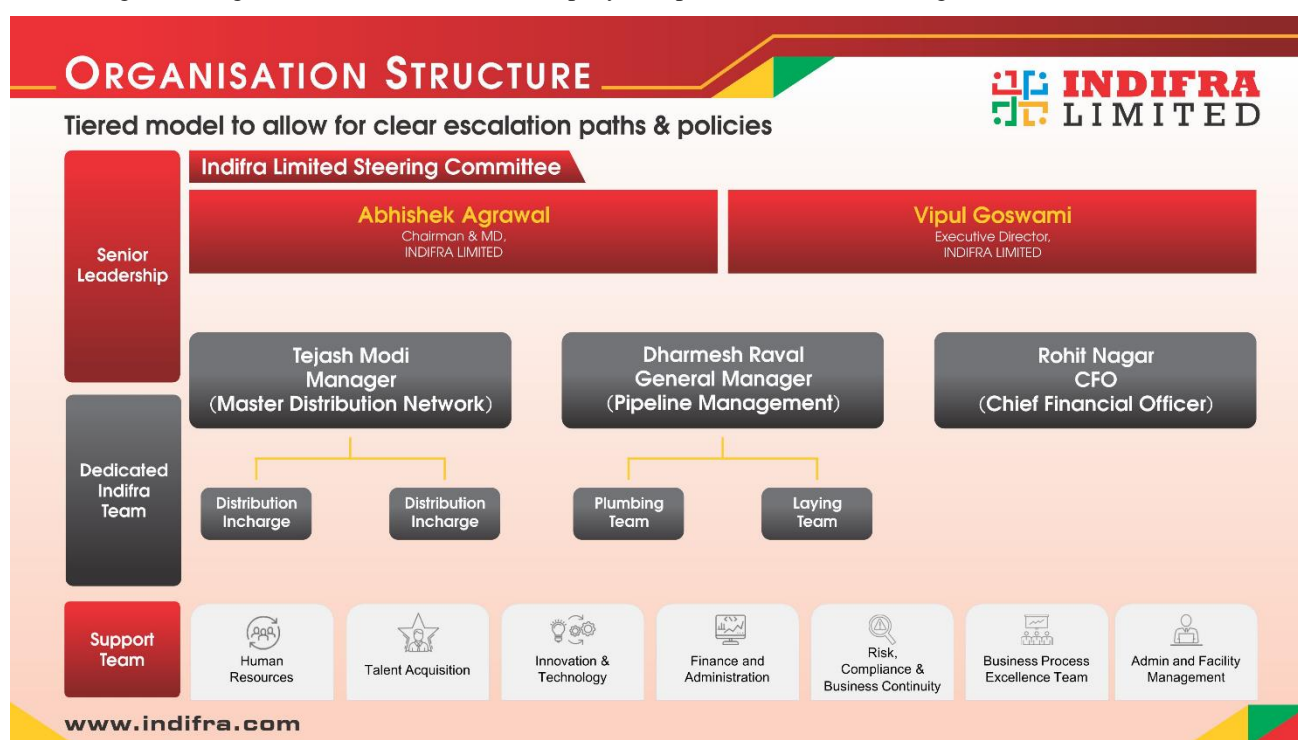 ORGANISATION STRUCTURE
INDIFRA
LIMITED
Tiered model to allow for clear escalation paths & policies
Senior
Leadership
Indifra Limited Steering Committee
Abhishek Agrawal
Chairman & MD,
INDIFRA LIMITED
Vipul Goswami
Executive Director,
INDIFRA LIMITED
Tejash Modi
Manager
(Master Distribution Network)
Dharmesh Raval
General Manager
(Pipeline Management)
Rohit Nagar
CFO
(Chief Financial Officer)
Dedicated
Indifra
Team
Distribution
Incharge
Distribution
Incharge
Plumbing
Team
Laying
Team
Support
Team
Human
Resources
Talent Acquisition
Innovation &
Technology
Finance and
Administration
Risk,
Compliance &
Business Continuity
Business Process
Excellence Team
Admin and Facility
Management
www.indifra.com